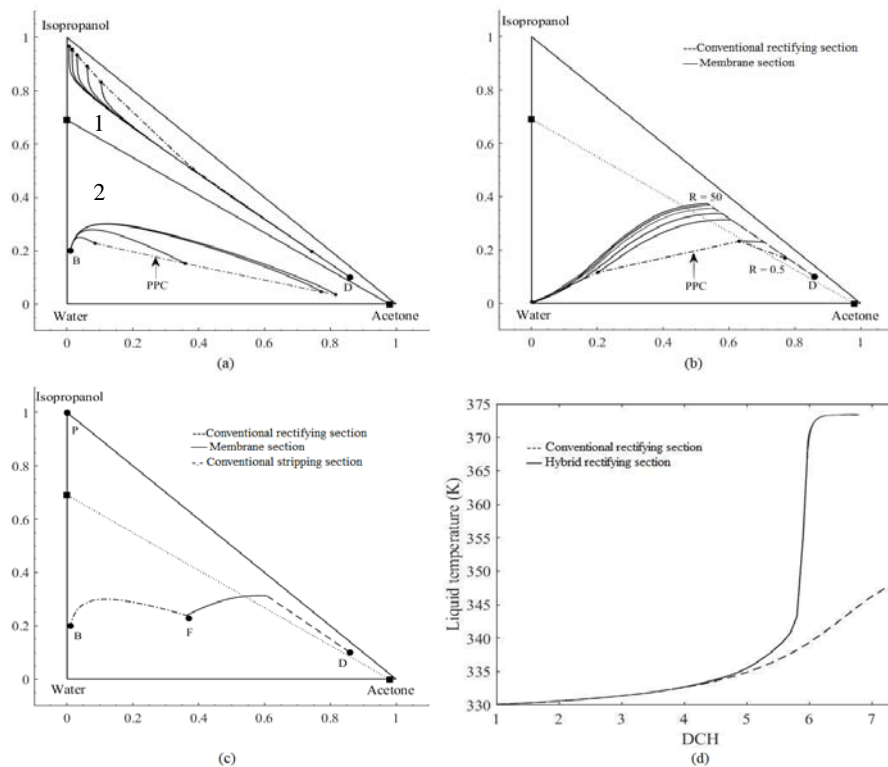 Isopropanol
1
0.8
0.6
0.4
0.2
0
1
2
B
D
PPC
Water
Acetone
0
0.2
0.4
0.6
0.8
1
(a)
Isopropanol
Conventional rectifying section
Membrane section
1
0.8
0.6
0.4
0.2
0
R = 50
R = 0.5
PPC
D
Water
Acetone
0
0.2
0.4
0.6
0.8
1
(b)
Isopropanol
Conventional rectifying section
Membrane section
Conventional stripping section
1
0.8
0.6
0.4
0.2
0
P
B
F
D
Water
Acetone
0
0.2
0.4
0.6
0.8
1
(c)
Conventional rectifying section
Hybrid rectifying section
Liquid temperature (K)
375
370
365
360
355
350
345
340
335
330
1
2
3
4
5
6
7
DCH
(d)